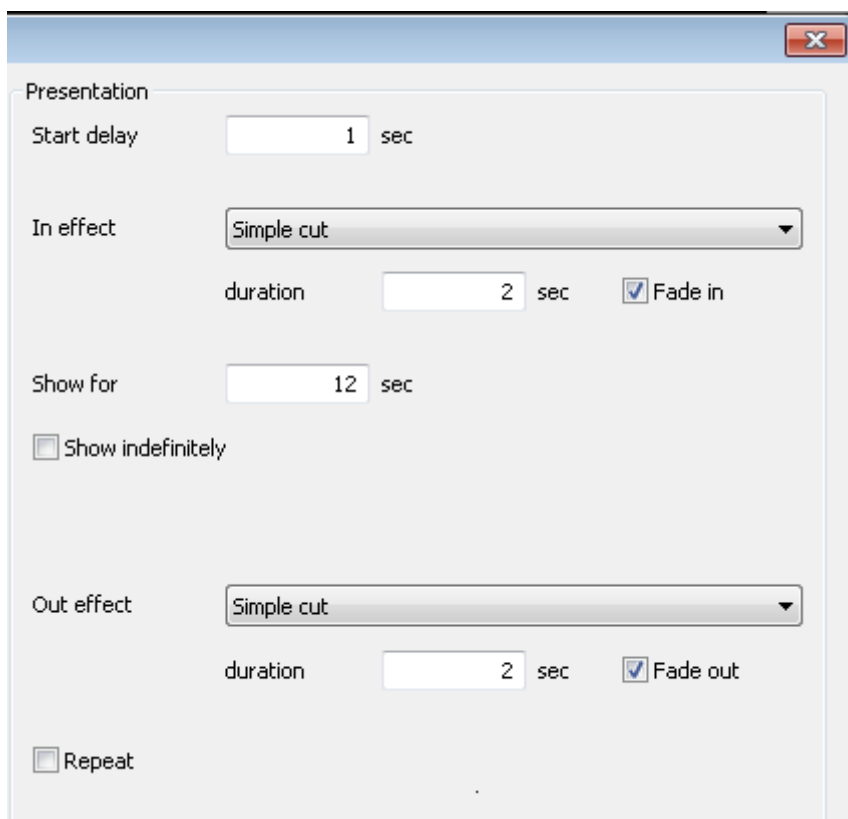 Presentation
Start delay 1 sec
In effect Simple cut
duration 2 sec Fade in
Show for 12 sec
Show indefinitely
Out effect Simple cut
duration 2 sec Fade out
Repeat